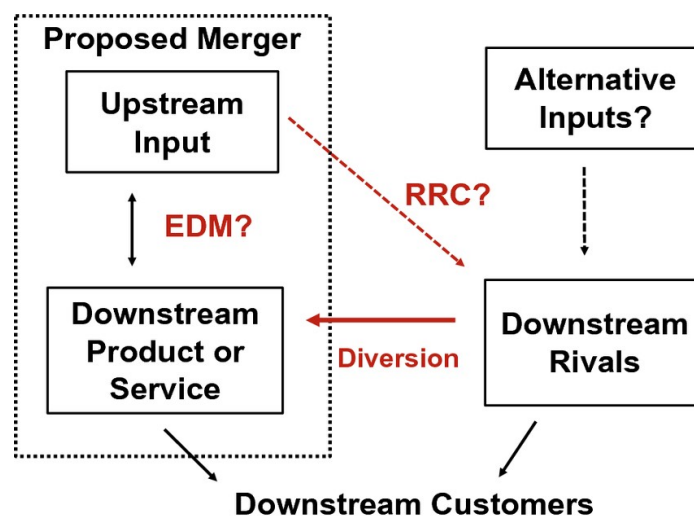 Proposed Merger
Upstream
Input
Alternative
Inputs?
RRC?
EDM?
Downstream
Product or
Service
Diversion
Downstream
Rivals
Downstream Customers